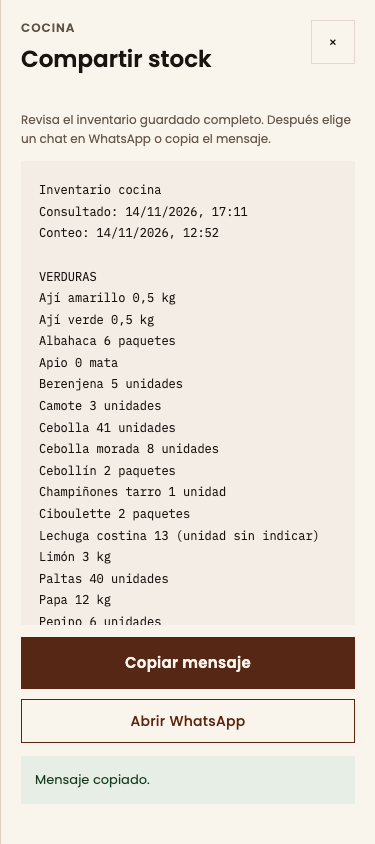 COCINA
Compartir stock
×
Revisa el inventario guardado completo. Después elige
un chat en WhatsApp o copia el mensaje.
Inventario cocina
Consultado: 14/11/2026, 17:11
Conteo: 14/11/2026, 12:52
VERDURAS
Ají amarillo 0,5 kg
Ají verde 0,5 kg
Albahaca 6 paquetes
Apio 0 mata
Berenjena 5 unidades
Camote 3 unidades
Cebolla 41 unidades
Cebolla morada 8 unidades
Cebollín 2 paquetes
Champiñones tarro 1 unidad
Ciboulette 2 paquetes
Lechuga costina 13 (unidad sin indicar)
Limón 3 kg
Paltas 40 unidades
Papa 12 kg
Pepino 6 unidades
Copiar mensaje
Abrir WhatsApp
Mensaje copiado.